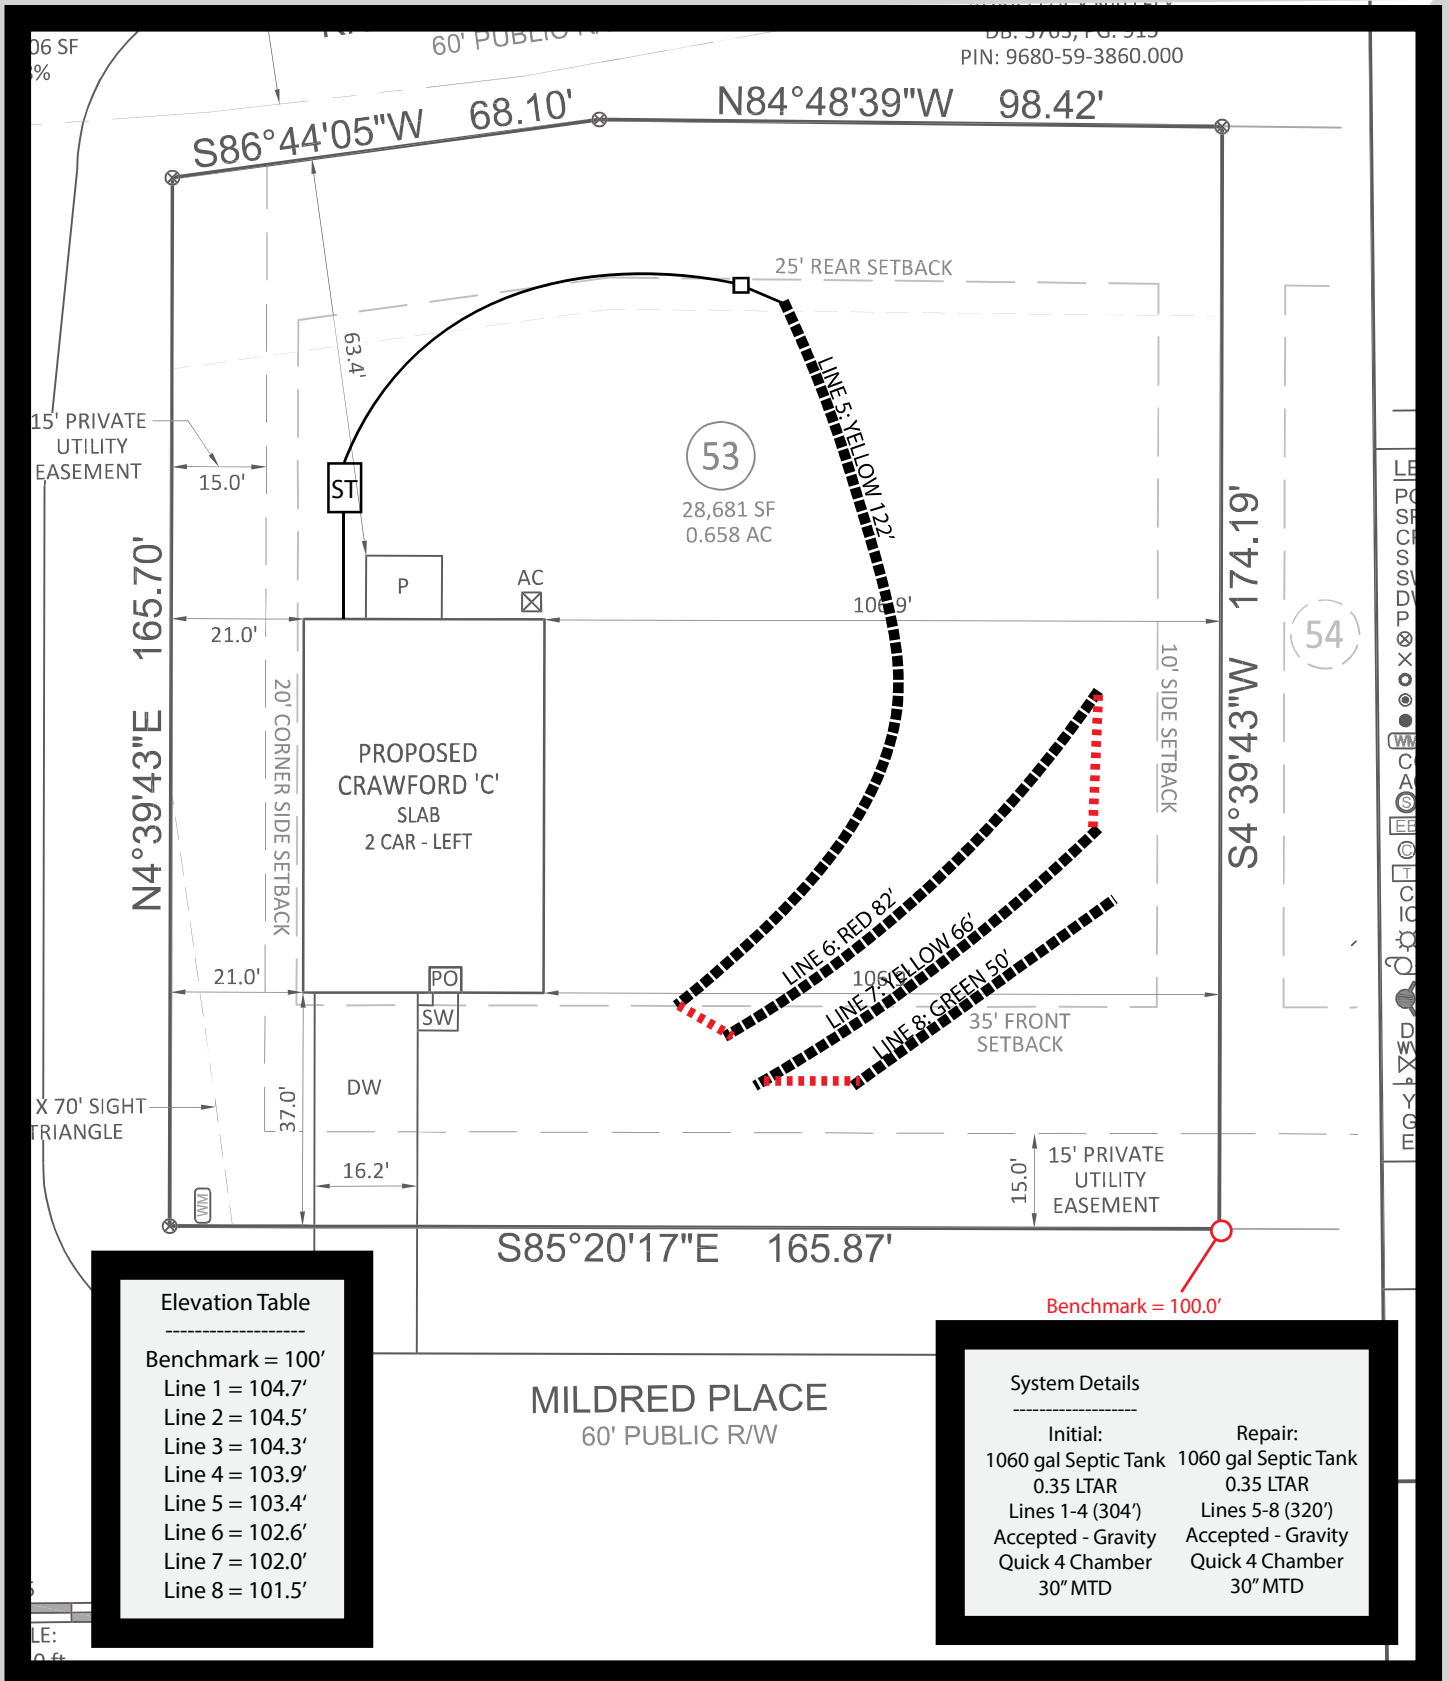 06 SF
60' PUBLIC R/W
PIN: 9680-59-3860.000
S86°44'05"W 68.10'
N84°48'39"W 98.42'
25' REAR SETBACK
63.4'
LINE 5: YELLOW 122'
15' PRIVATE
UTILITY
EASEMENT
15.0'
53
28,681 SF
0.658 AC
ST
P
AC
106.9'
21.0'
N4°39'43"E 165.70'
S4°39'43"W 174.19'
54
10' SIDE SETBACK
20' CORNER SIDE SETBACK
PROPOSED
CRAWFORD 'C'
SLAB
2 CAR - LEFT
LINE 6: RED 82'
LINE 7: YELLOW 66'
LINE 8: GREEN 50'
106.9'
21.0'
PO
SW
35' FRONT
SETBACK
DW
37.0'
X 70' SIGHT
TRIANGLE
16.2'
15.0'
15' PRIVATE
UTILITY
EASEMENT
WM
S85°20'17"E 165.87'
Benchmark = 100.0'
MILDRED PLACE
60' PUBLIC R/W
Elevation Table
-------------------
Benchmark = 100'
Line 1 = 104.7'
Line 2 = 104.5'
Line 3 = 104.3'
Line 4 = 103.9'
Line 5 = 103.4'
Line 6 = 102.6'
Line 7 = 102.0'
Line 8 = 101.5'
System Details
-------------------
Initial:
1060 gal Septic Tank
0.35 LTAR
Lines 1-4 (304')
Accepted - Gravity
Quick 4 Chamber
30" MTD
Repair:
1060 gal Septic Tank
0.35 LTAR
Lines 5-8 (320')
Accepted - Gravity
Quick 4 Chamber
30" MTD